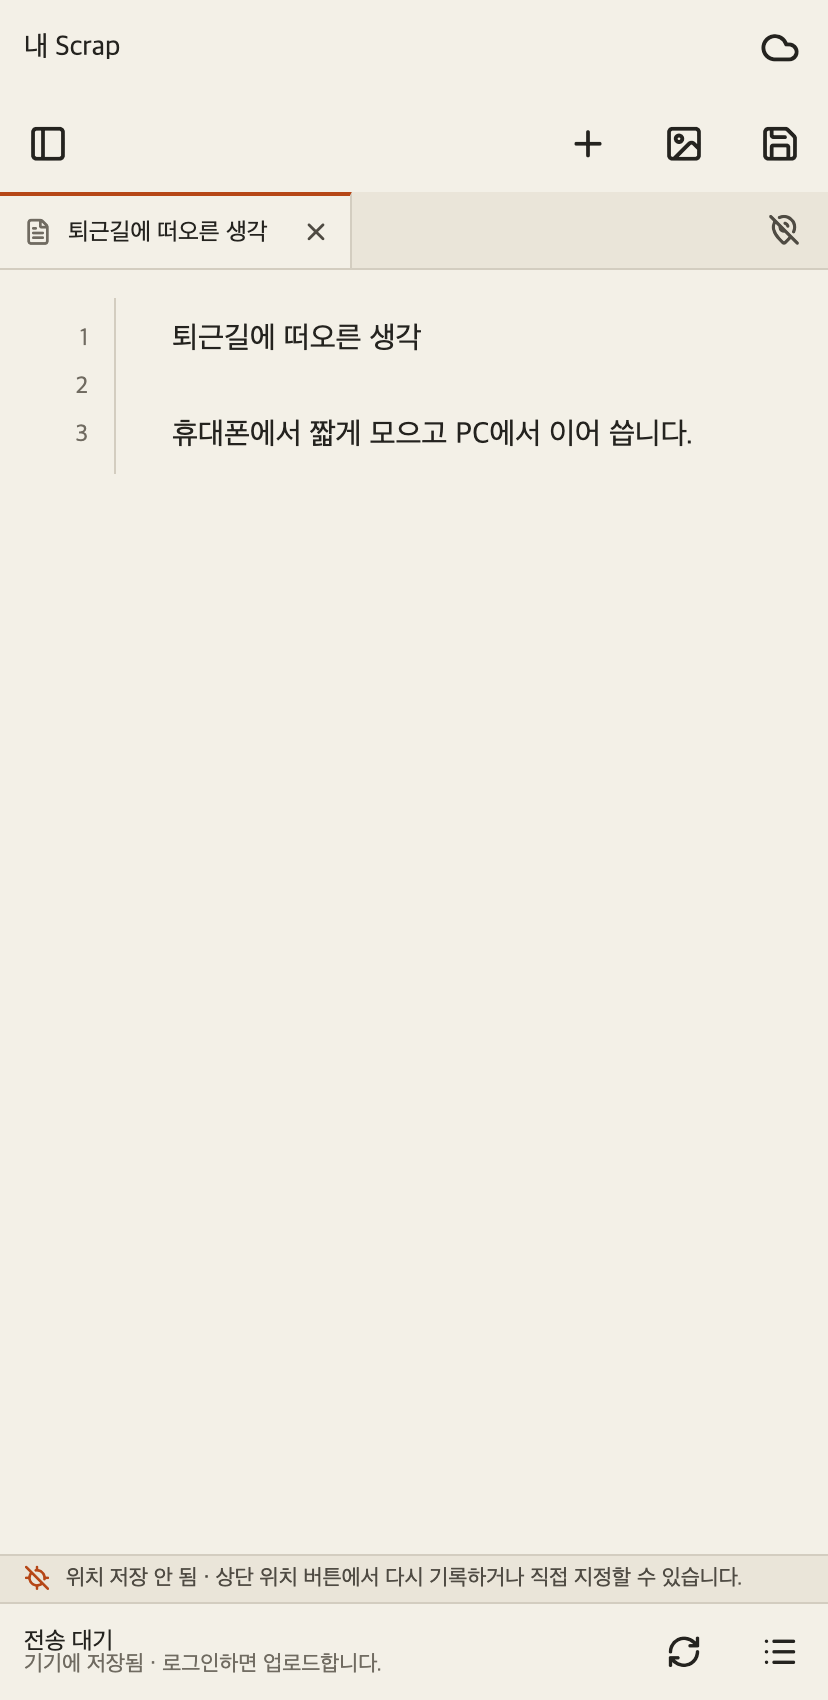 내 Scrap
퇴근길에 떠오른 생각
1 퇴근길에 떠오른 생각
2
3 휴대폰에서 짧게 모으고 PC에서 이어 씁니다.
위치 저장 안 됨 · 상단 위치 버튼에서 다시 기록하거나 직접 지정할 수 있습니다.
전송 대기
기기에 저장됨 · 로그인하면 업로드합니다.